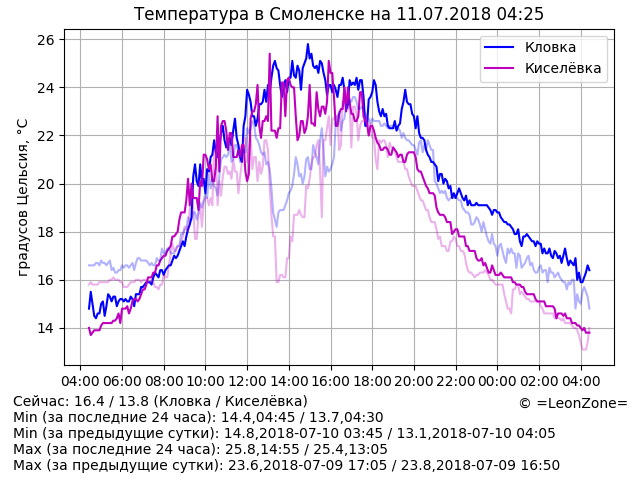 Температура в Смоленске на 11.07.2018 04:25
Кловка
Киселёвка
градусов Цельсия, °C
26
24
22
20
18
16
14
04:00 06:00 08:00 10:00 12:00 14:00 16:00 18:00 20:00 22:00 00:00 02:00 04:00
Сейчас: 16.4 / 13.8 (Кловка / Киселёвка)
© =LeonZone=
Min (за последние 24 часа): 14.4,04:45 / 13.7,04:30
Min (за предыдущие сутки): 14.8,2018-07-10 03:45 / 13.1,2018-07-10 04:05
Max (за последние 24 часа): 25.8,14:55 / 25.4,13:05
Max (за предыдущие сутки): 23.6,2018-07-09 17:05 / 23.8,2018-07-09 16:50